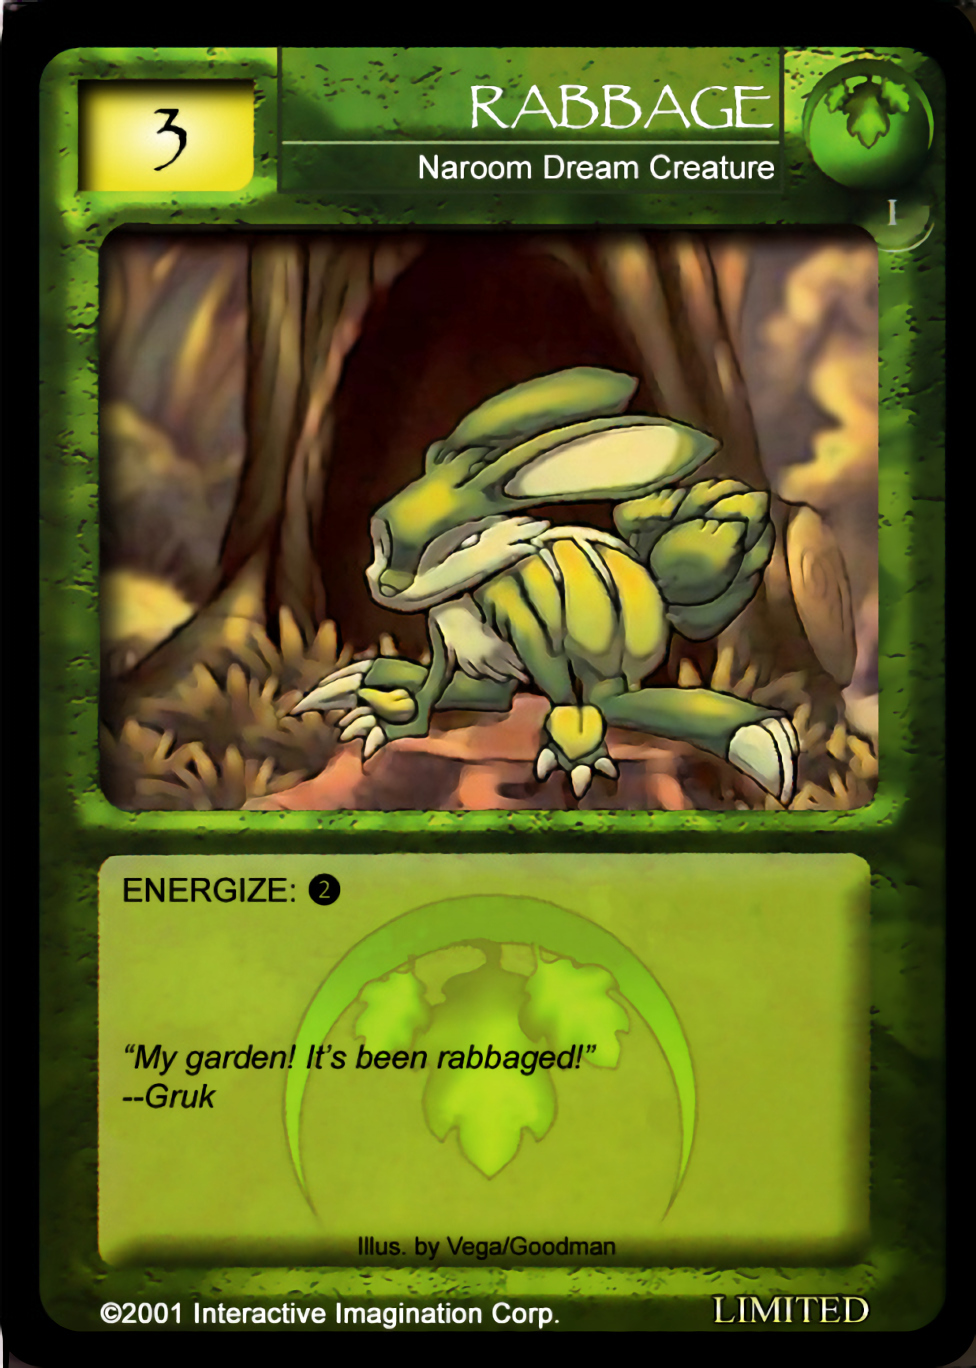 3
RABBAGE
Naroom Dream Creature
I
ENERGIZE: 2
“My garden! It’s been rabbaged!”
--Gruk
Illus. by Vega/Goodman
©2001 Interactive Imagination Corp.
LIMITED